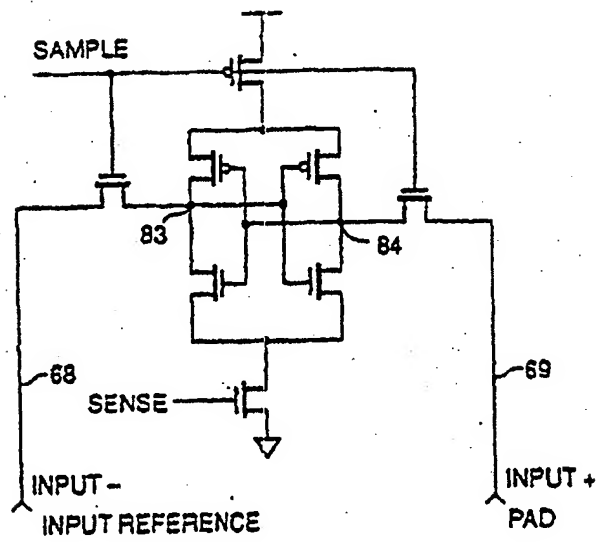 SAMPLE
83
84
68
69
SENSE
INPUT –
INPUT REFERENCE
INPUT +
PAD